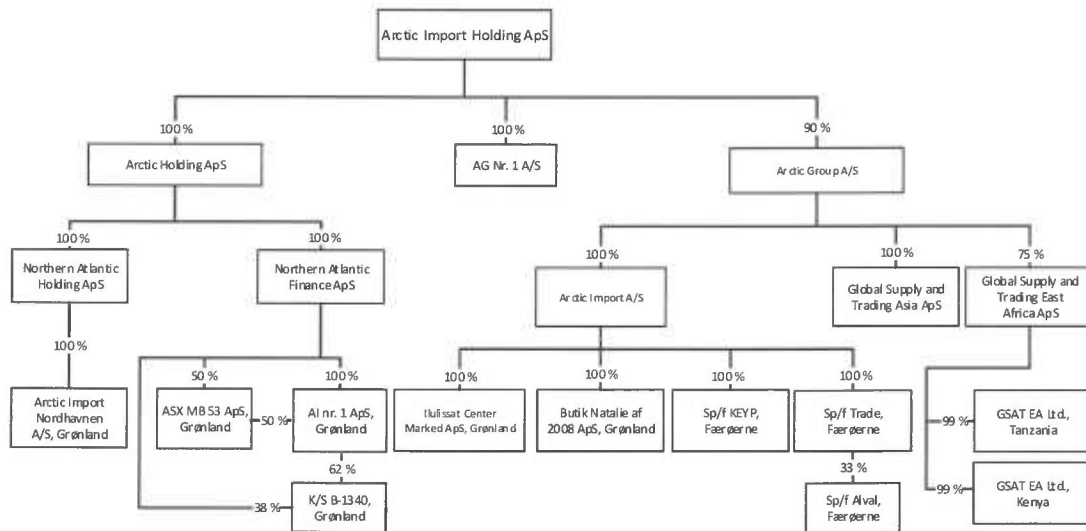 Arctic Import Holding ApS
100 %
100 %
90 %
Arctic Holding ApS
AG Nr. 1 A/S
Arctic Group A/S
100 %
100 %
100 %
100 %
75 %
Northern Atlantic
Holding ApS
Northern Atlantic
Finance ApS
Arctic Import A/S
Global Supply and
Trading Asia ApS
Global Supply and
Trading East
Africa ApS
100 %
50 %
100 %
100 %
100 %
100 %
100 %
Arctic Import
Nordhavnen
A/S, Grønland
ASX MB 53 ApS,
Grønland
50 %
AI nr. 1 ApS,
Grønland
Ilulissat Center
Marked ApS, Grønland
Butik Natalie af
2008 ApS, Grønland
Sp/f KEYP,
Færøerne
Sp/f Trade,
Færøerne
99 %
GSAT EA Ltd.,
Tanzania
62 %
33 %
38 %
K/S B-1340,
Grønland
Sp/f Alval,
Færøerne
99 %
GSAT EA Ltd.,
Kenya